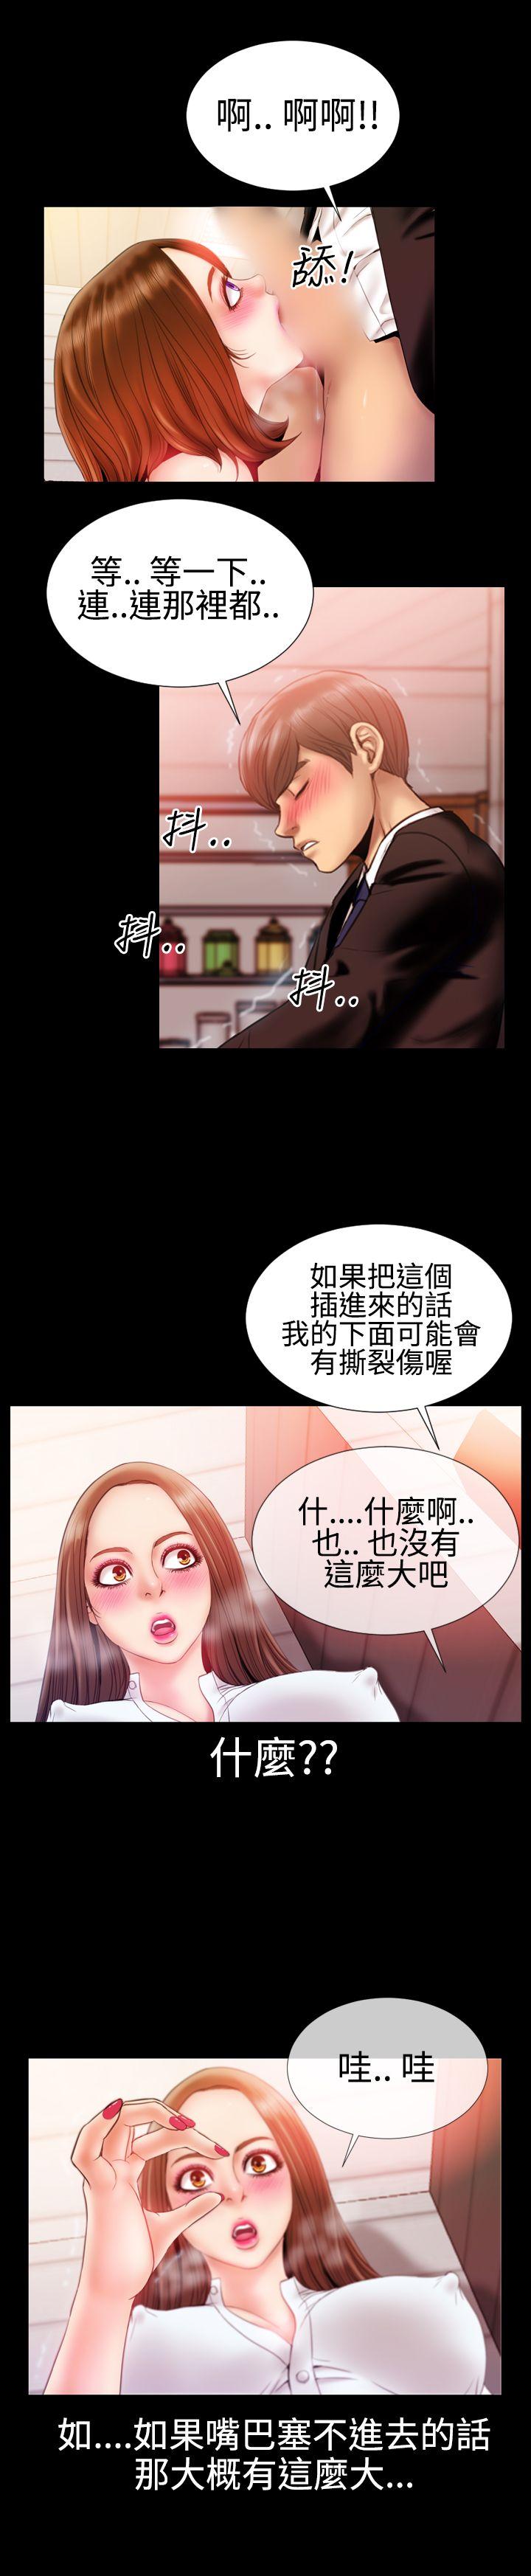 啊.. 啊啊!!
舔!
等.. 等一下..
連..連那裡都..
抖..
抖..
抖..
如果把這個
插進來的話
我的下面可能會
有撕裂傷喔
什....什麼啊..
也.. 也沒有
這麼大吧
什麼??
哇.. 哇
如....如果嘴巴塞不進去的話
那大概有這麼大...